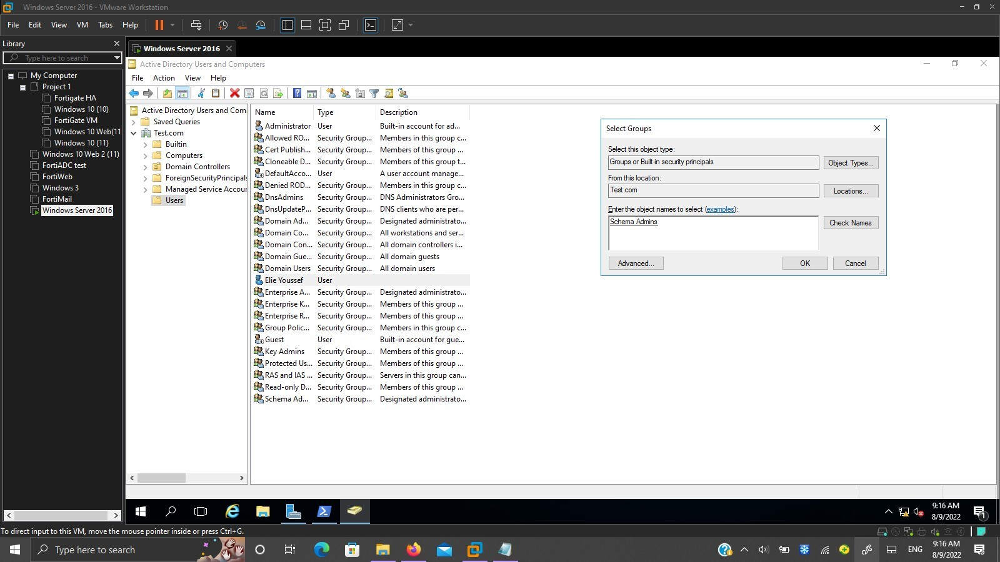 Windows Server 2016 - VMware Workstation
File Edit View VM Tabs Help
Library
Type here to search
My Computer
Project 1
Fortigate HA
Windows 10 (10)
FortiGate VM
Windows 10 Web(11
Windows 10 (11)
Windows 10 Web 2 (11)
FortiADC test
FortiWeb
Windows 3
FortiMail
Windows Server 2016
Windows Server 2016
Active Directory Users and Computers
File Action View Help
Active Directory Users and Com
Saved Queries
Test.com
Builtin
Computers
Domain Controllers
ForeignSecurityPrincipals
Managed Service Accour
Users
Name Type Description
Administrator User Built-in account for ad...
Allowed RO... Security Group... Members in this group c...
Cert Publish... Security Group... Members of this group ...
Cloneable D... Security Group... Members of this group t...
DefaultAcco... User A user account manage...
Denied ROD... Security Group... Members in this group c...
DnsAdmins Security Group... DNS Administrators Gro...
DnsUpdateP... Security Group... DNS clients who are per...
Domain Ad... Security Group... Designated administrato...
Domain Co... Security Group... All workstations and ser...
Domain Con... Security Group... All domain controllers i...
Domain Gue... Security Group... All domain guests
Domain Users Security Group... All domain users
Elie Youssef User
Enterprise A... Security Group... Designated administrato...
Enterprise K... Security Group... Members of this group ...
Enterprise R... Security Group... Members of this group ...
Group Polic... Security Group... Members in this group c...
Guest User Built-in account for gue...
Key Admins Security Group... Members of this group ...
Protected Us... Security Group... Members of this group ...
RAS and IAS ... Security Group... Servers in this group can...
Read-only D... Security Group... Members of this group ...
Schema Ad... Security Group... Designated administrato...
Select Groups
Select this object type:
Groups or Built-in security principals Object Types...
From this location:
Test.com Locations...
Enter the object names to select (examples):
Schema Admins Check Names
Advanced... OK Cancel
9:16 AM
8/9/2022
1
To direct input to this VM, move the mouse pointer inside or press Ctrl+G.
Type here to search
ENG
9:16 AM
8/9/2022